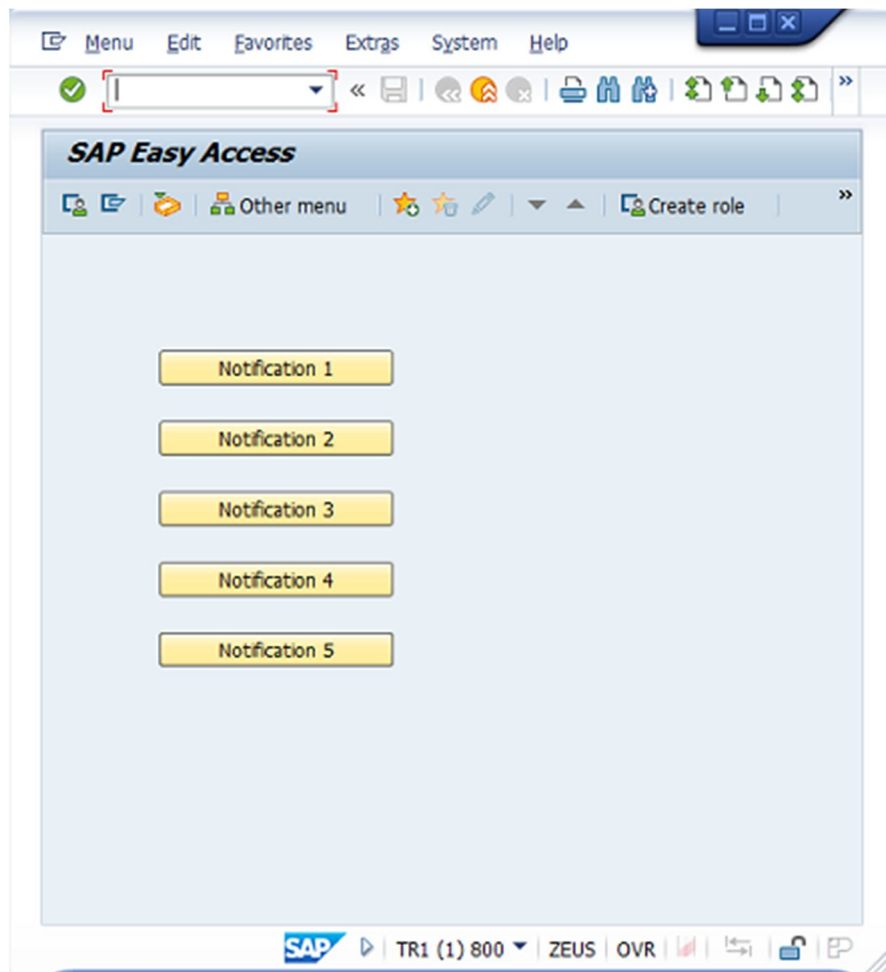 Menu Edit Favorites Extras System Help
SAP Easy Access
Other menu Create role
Notification 1
Notification 2
Notification 3
Notification 4
Notification 5
SAP TR1 (1) 800 ZEUS OVR